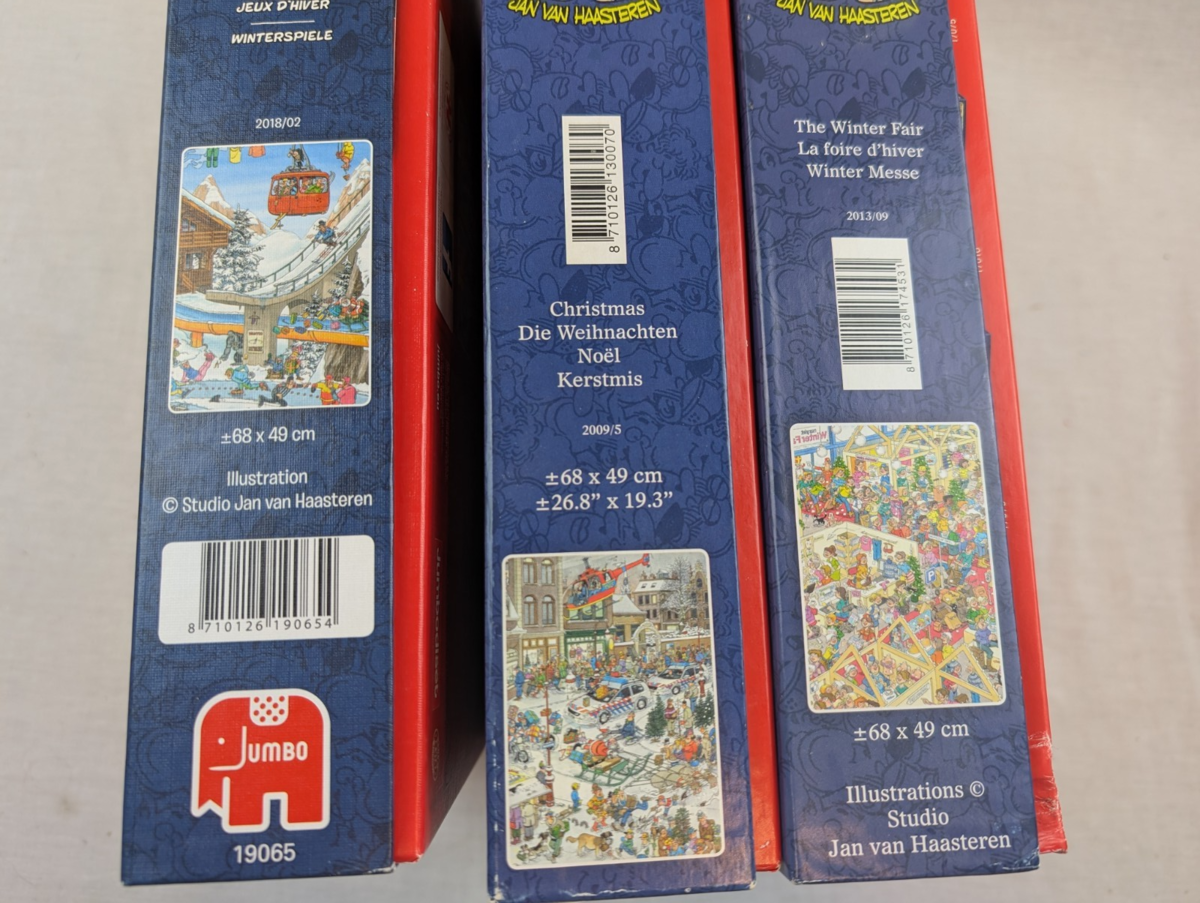 JEUX D'HIVER
WINTERSPIELE
2018/02
±68 x 49 cm
Illustration
© Studio Jan van Haasteren
8 710126 190654
JUMBO
19065
JAN VAN HAASTEREN
8 710126 130070
Christmas
Die Weihnachten
Noël
Kerstmis
2009/5
±68 x 49 cm
±26.8” x 19.3”
JAN VAN HAASTEREN
The Winter Fair
La foire d’hiver
Winter Messe
2013/09
8 710126 174531
±68 x 49 cm
Illustrations ©
Studio
Jan van Haasteren